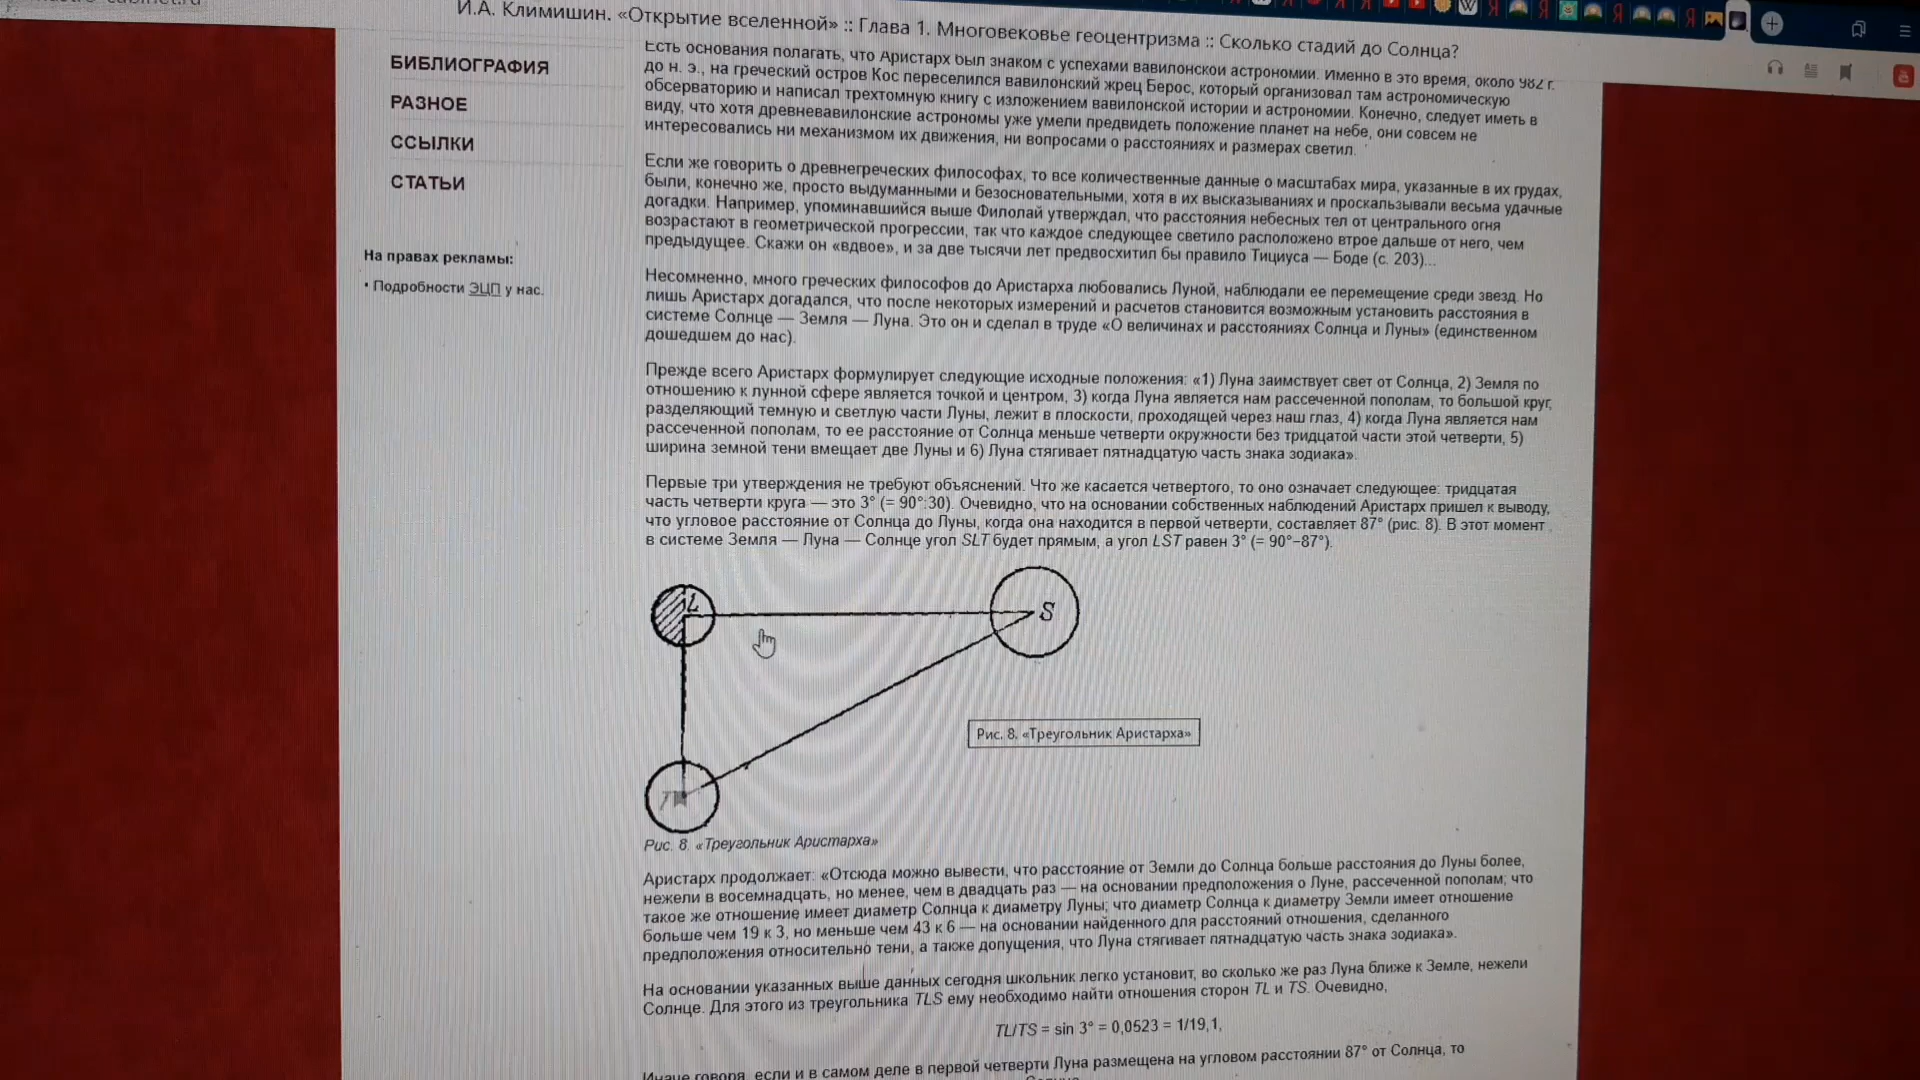 И.А. Климишин. «Открытие вселенной» :: Глава 1. Многовековье геоцентризма :: Сколько стадий до Солнца?
БИБЛИОГРАФИЯ
РАЗНОЕ
ССЫЛКИ
СТАТЬИ
На правах рекламы:
• Подробности ЭЦП у нас.
Есть основания полагать, что Аристарх был знаком с успехами вавилонской астрономии. Именно в это время, около 982 г.
до н. э., на греческий остров Кос переселился вавилонский жрец Берос, который организовал там астрономическую
обсерваторию и написал трехтомную книгу с изложением вавилонской истории и астрономии. Конечно, следует иметь в
виду, что хотя древневавилонские астрономы уже умели предвидеть положение планет на небе, они совсем не
интересовались ни механизмом их движения, ни вопросами о расстояниях и размерах светил.
Если же говорить о древнегреческих философах, то все количественные данные о масштабах мира, указанные в их грудах,
были, конечно же, просто выдуманными и безосновательными, хотя в их высказываниях и проскальзывали весьма удачные
догадки. Например, упоминавшийся выше Филолай утверждал, что расстояния небесных тел от центрального огня
возрастают в геометрической прогрессии, так что каждое следующее светило расположено втрое дальше от него, чем
предыдущее. Скажи он «вдвое», и за две тысячи лет предвосхитил бы правило Тициуса — Боде (с. 203)...
Несомненно, много греческих философов до Аристарха любовались Луной, наблюдали ее перемещение среди звезд. Но
лишь Аристарх догадался, что после некоторых измерений и расчетов становится возможным установить расстояния в
системе Солнце — Земля — Луна. Это он и сделал в труде «О величинах и расстояниях Солнца и Луны» (единственном
дошедшем до нас).
Прежде всего Аристарх формулирует следующие исходные положения: «1) Луна заимствует свет от Солнца, 2) Земля по
отношению к лунной сфере является точкой и центром, 3) когда Луна является нам рассеченной пополам, то большой круг,
разделяющий темную и светлую части Луны, лежит в плоскости, проходящей через наш глаз, 4) когда Луна является нам
рассеченной пополам, то ее расстояние от Солнца меньше четверти окружности без тридцатой части этой четверти, 5)
ширина земной тени вмещает две Луны и 6) Луна стягивает пятнадцатую часть знака зодиака».
Первые три утверждения не требуют объяснений. Что же касается четвертого, то оно означает следующее: тридцатая
часть четверти круга — это 3° (= 90°:30). Очевидно, что на основании собственных наблюдений Аристарх пришел к выводу,
что угловое расстояние от Солнца до Луны, когда она находится в первой четверти, составляет 87° (рис. 8). В этот момент
в системе Земля — Луна — Солнце угол SLT будет прямым, а угол LST равен 3° (= 90°−87°).
L
S
T
Рис. 8. «Треугольник Аристарха»
Рис. 8. «Треугольник Аристарха»
Аристарх продолжает: «Отсюда можно вывести, что расстояние от Земли до Солнца больше расстояния до Луны более,
нежели в восемнадцать, но менее, чем в двадцать раз — на основании предположения о Луне, рассеченной пополам; что
такое же отношение имеет диаметр Солнца к диаметру Луны; что диаметр Солнца к диаметру Земли имеет отношение
больше чем 19 к 3, но меньше чем 43 к 6 — на основании найденного для расстояний отношения, сделанного
предположения относительно тени, а также допущения, что Луна стягивает пятнадцатую часть знака зодиака».
На основании указанных выше данных сегодня школьник легко установит, во сколько же раз Луна ближе к Земле, нежели
Солнце. Для этого из треугольника TLS ему необходимо найти отношения сторон TL и TS. Очевидно,
TL/TS = sin 3° = 0,0523 = 1/19,1,
Иначе говоря, если и в самом деле в первой четверти Луна размещена на угловом расстоянии 87° от Солнца, то